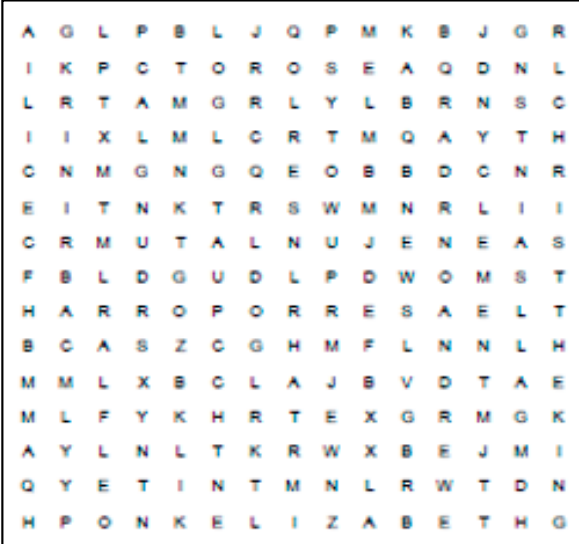 A G L P B L J Q P M K B J G R
I K P C T O R O S E A Q D N L
L R T A M G R L Y L B R N S C
I I X L M L C R T M Q A Y T H
C N M G N G Q E O B B D C N R
E I T N K T R S W M N R L I I
C R M U T A L N U J E N E A S
F B L D G U D L P D W O M S T
H A R R O P O R R E S A E L T
B C A S Z C G H M F L N N L H
M M L X B C L A J B V D T A E
M L F Y K H R T E X G R M G K
A Y L N L T K R W X B E J M I
Q Y E T I N T M N L R W T D N
H P O N K E L I Z A B E T H G